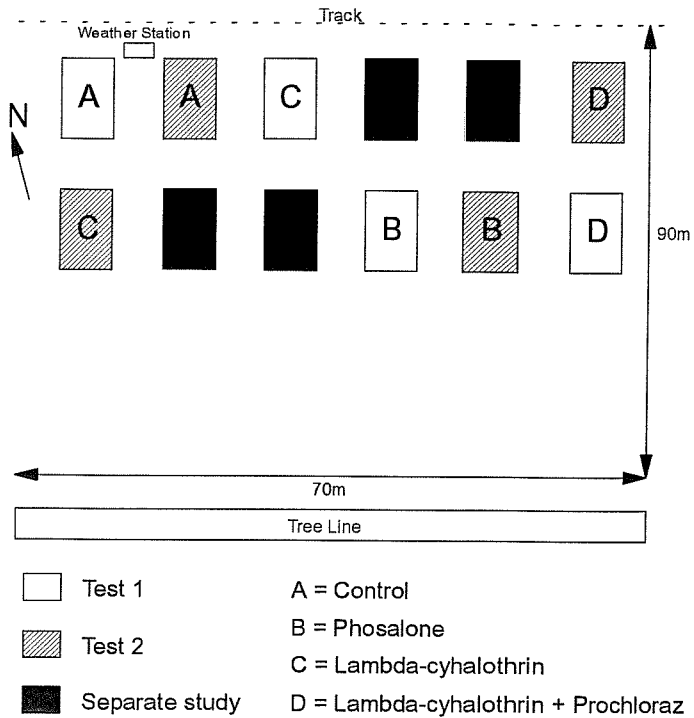 Track
Weather Station
A A C D
N
C B B D
90m
70m
Tree Line
Test 1
Test 2
Separate study
A = Control
B = Phosalone
C = Lambda-cyhalothrin
D = Lambda-cyhalothrin + Prochloraz